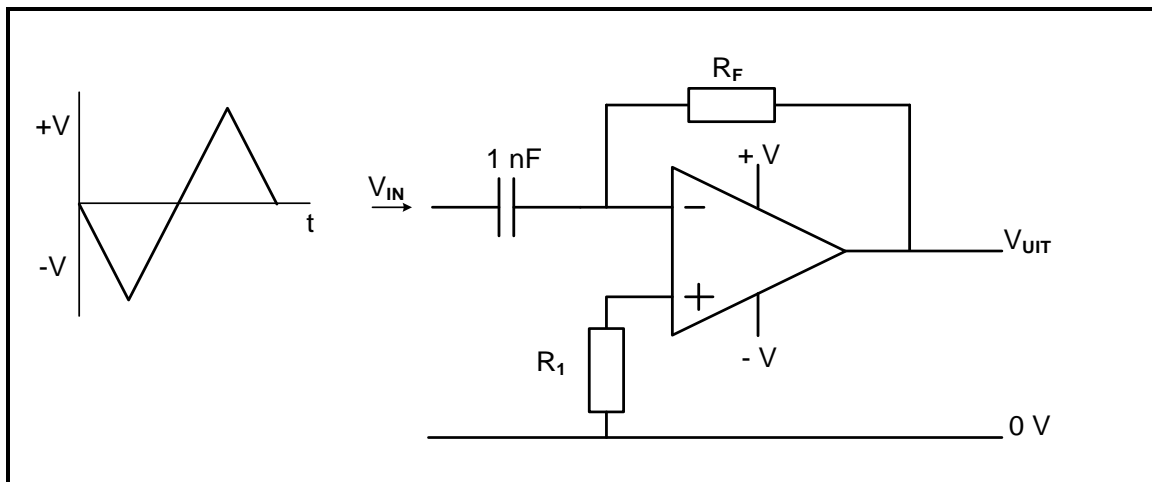 R_F
+V
1 nF
+ V
V_IN
−
t
V_UIT
-V
+
R_1
- V
0 V